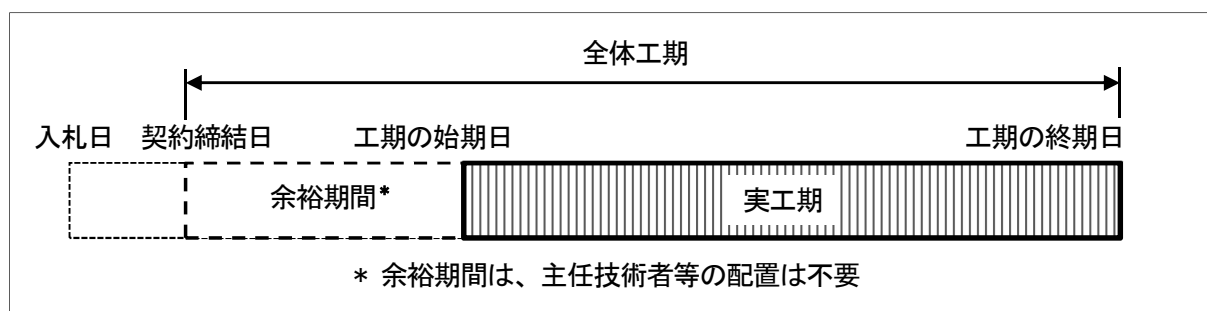 全体工期
入札日 契約締結日 工期の始期日 工期の終期日
余裕期間* 実工期
* 余裕期間は、主任技術者等の配置は不要